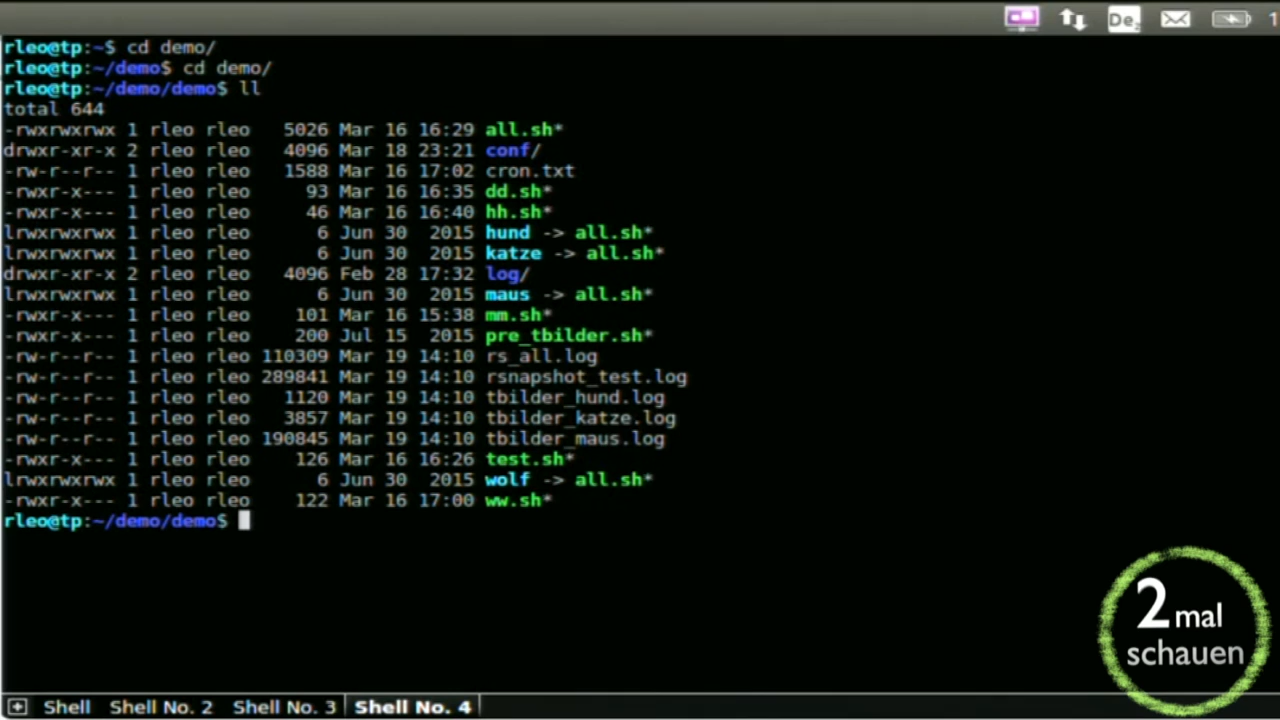 De2
1
rleo@tp:~$ cd demo/
rleo@tp:~/demo$ cd demo/
rleo@tp:~/demo/demo$ ll
total 644
-rwxrwxrwx 1 rleo rleo   5026 Mar 16 16:29 all.sh*
drwxr-xr-x 2 rleo rleo   4096 Mar 18 23:21 conf/
-rw-r--r-- 1 rleo rleo   1588 Mar 16 17:02 cron.txt
-rwxr-x--- 1 rleo rleo     93 Mar 16 16:35 dd.sh*
-rwxr-x--- 1 rleo rleo     46 Mar 16 16:40 hh.sh*
lrwxrwxrwx 1 rleo rleo      6 Jun 30  2015 hund -> all.sh*
lrwxrwxrwx 1 rleo rleo      6 Jun 30  2015 katze -> all.sh*
drwxr-xr-x 2 rleo rleo   4096 Feb 28 17:32 log/
lrwxrwxrwx 1 rleo rleo      6 Jun 30  2015 maus -> all.sh*
-rwxr-x--- 1 rleo rleo    101 Mar 16 15:38 mm.sh*
-rwxr-x--- 1 rleo rleo    200 Jul 15  2015 pre_tbilder.sh*
-rw-r--r-- 1 rleo rleo 110309 Mar 19 14:10 rs_all.log
-rw-r--r-- 1 rleo rleo 289841 Mar 19 14:10 rsnapshot_test.log
-rw-r--r-- 1 rleo rleo   1120 Mar 19 14:10 tbilder_hund.log
-rw-r--r-- 1 rleo rleo   3857 Mar 19 14:10 tbilder_katze.log
-rw-r--r-- 1 rleo rleo 190845 Mar 19 14:10 tbilder_maus.log
-rwxr-x--- 1 rleo rleo    126 Mar 16 16:26 test.sh*
lrwxrwxrwx 1 rleo rleo      6 Jun 30  2015 wolf -> all.sh*
-rwxr-x--- 1 rleo rleo    122 Mar 16 17:00 ww.sh*
rleo@tp:~/demo/demo$
2mal
schauen
Shell Shell No. 2 Shell No. 3 Shell No. 4